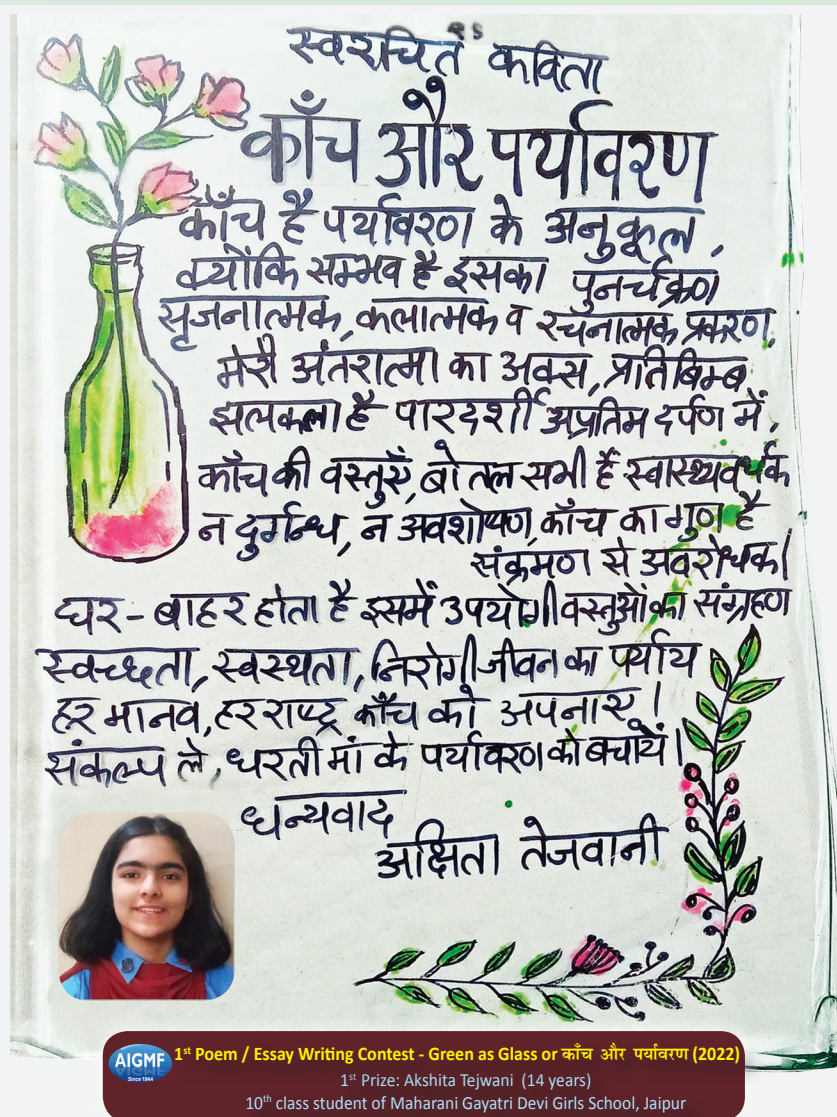 स्वरचित कविता
काँच और पर्यावरण
काँच है पर्यावरण के अनुकूल,
क्योंकि सम्भव है इसका पुनर्चक्रण
सृजनात्मक, कलात्मक व रचनात्मक प्रकरण,
मेरी अंतरात्मा का अक्स, प्रतिबिम्ब
झलकला है पारदर्शी अप्रतिम दर्पण में,
काँच की वस्तुएँ, बोतल सभी हैं स्वास्थ्यवर्धक
न दुर्गन्ध, न अवशोषण, काँच का गुण है
संक्रमण से अवरोधक।
घर-बाहर होता है इसमें उपयोगी वस्तुओं का संग्रहण
स्वच्छता, स्वस्थता, निरोगी जीवन का पर्याय
हर मानव, हर राष्ट्र काँच को अपनाए।
संकल्प ले, धरती मां के पर्यावरण को बचायें।
धन्यवाद
अक्षिता तेजवानी
AIGMF
Since 1944
1st Poem / Essay Writing Contest - Green as Glass or काँच और पर्यावरण (2022)
1st Prize: Akshita Tejwani (14 years)
10th class student of Maharani Gayatri Devi Girls School, Jaipur